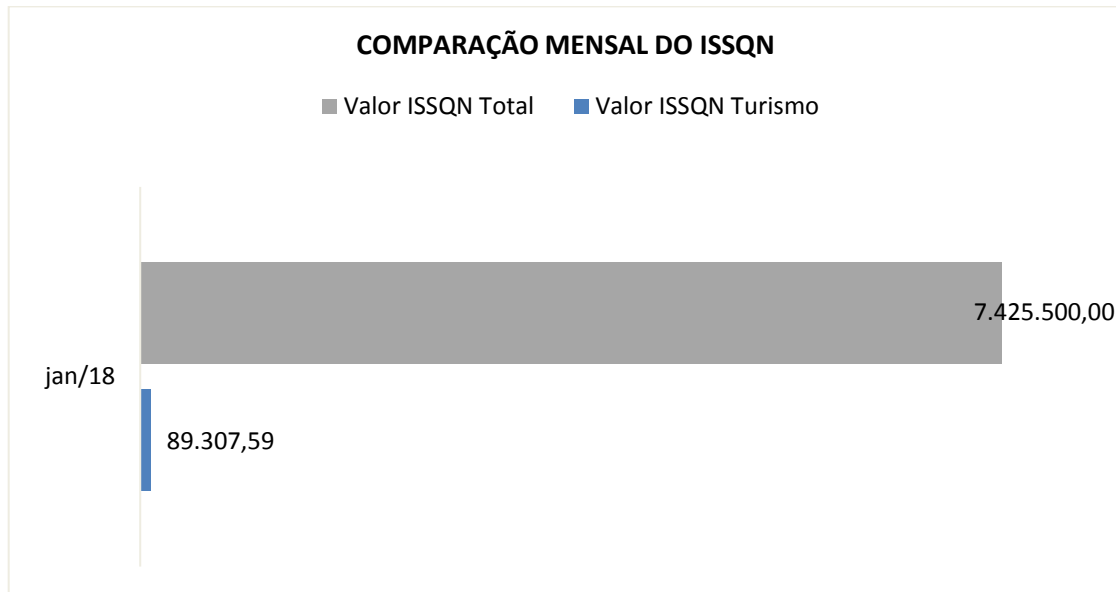 COMPARAÇÃO MENSAL DO ISSQN
Valor ISSQN Total Valor ISSQN Turismo
7.425.500,00
jan/18
89.307,59